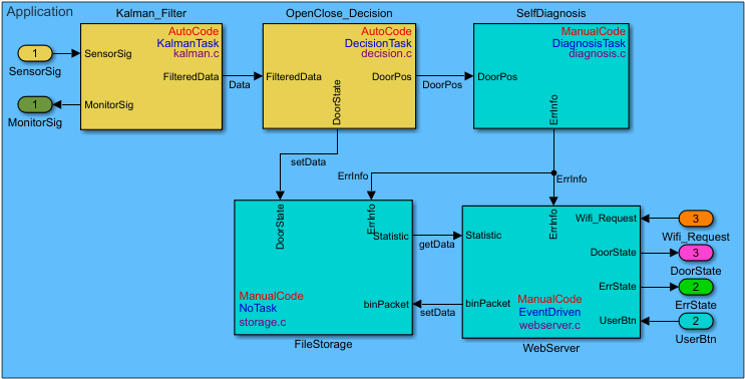 Application
Kalman_Filter
OpenClose_Decision
SelfDiagnosis
1
SensorSig
1
MonitorSig
AutoCode
KalmanTask
kalman.c
SensorSig
FilteredData
MonitorSig
Data
AutoCode
DecisionTask
decision.c
FilteredData
DoorPos
DoorState
DoorPos
ManualCode
DiagnosisTask
diagnosis.c
DoorPos
ErrInfo
setData
ErrInfo
ErrInfo
DoorState
ErrInfo
Statistic
binPacket
ManualCode
NoTask
storage.c
FileStorage
getData
setData
ErrInfo
Statistic
binPacket
Wifi_Request
DoorState
ErrState
UserBtn
ManualCode
EventDriven
webserver.c
WebServer
3
Wifi_Request
3
DoorState
2
ErrState
2
UserBtn